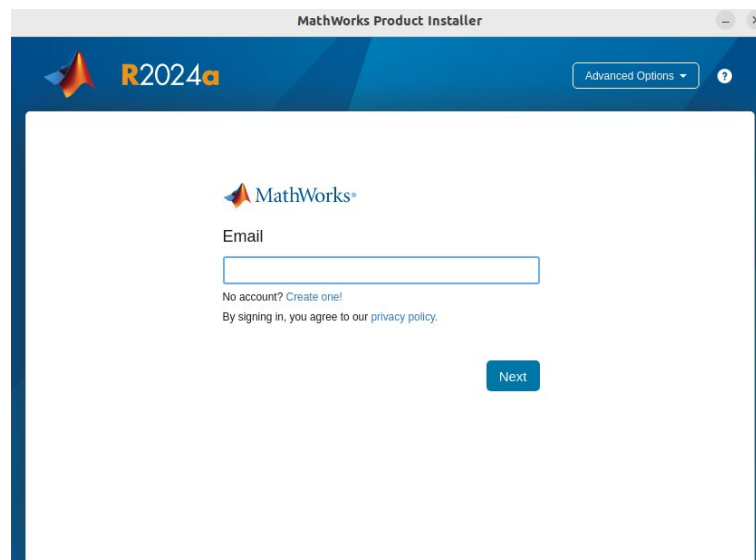 MathWorks Product Installer
R2024a
Advanced Options
?
MathWorks®
Email
No account? Create one!
By signing in, you agree to our privacy policy.
Next